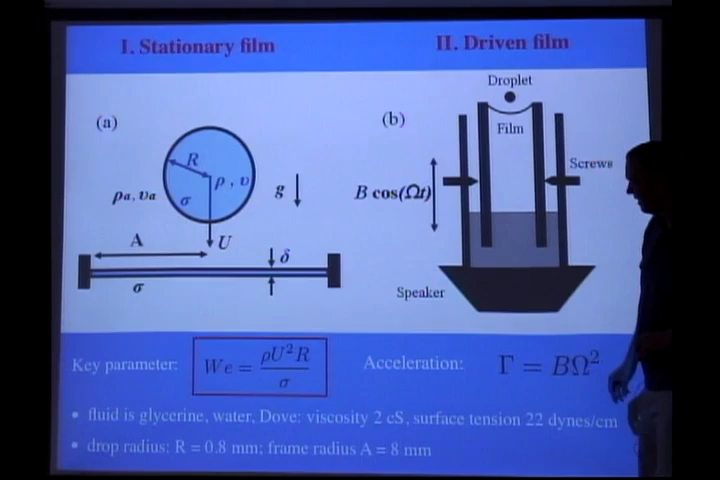 I. Stationary film
II. Driven film
(a)
R
ρ, υ
σ
ρa, υa
g
A
U
δ
σ
(b)
Droplet
Film
Screws
B cos(Ωt)
Speaker
Key parameter:
We = ρU²R / σ
Acceleration:
Γ = BΩ²
• fluid is glycerine, water, Dove: viscosity 2 cS, surface tension 22 dynes/cm
• drop radius: R = 0.8 mm; frame radius A = 8 mm